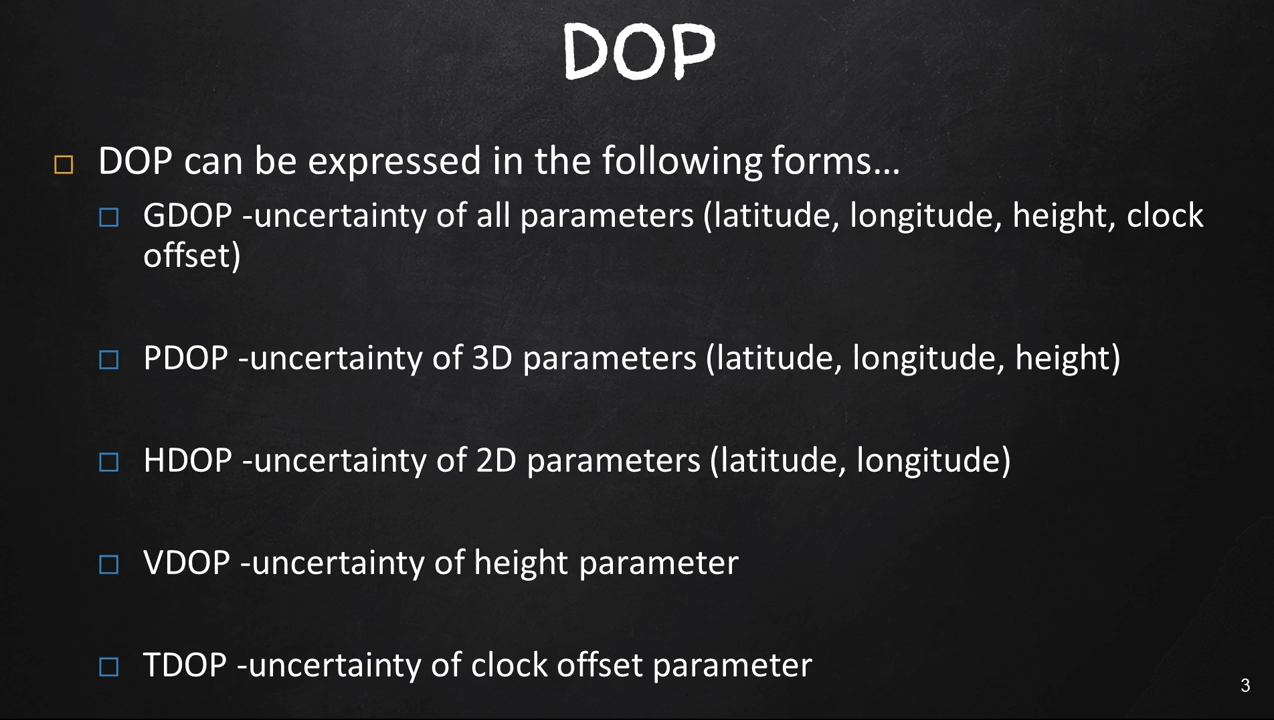 DOP
DOP can be expressed in the following forms...
GDOP -uncertainty of all parameters (latitude, longitude, height, clock
offset)
PDOP -uncertainty of 3D parameters (latitude, longitude, height)
HDOP -uncertainty of 2D parameters (latitude, longitude)
VDOP -uncertainty of height parameter
TDOP -uncertainty of clock offset parameter
3